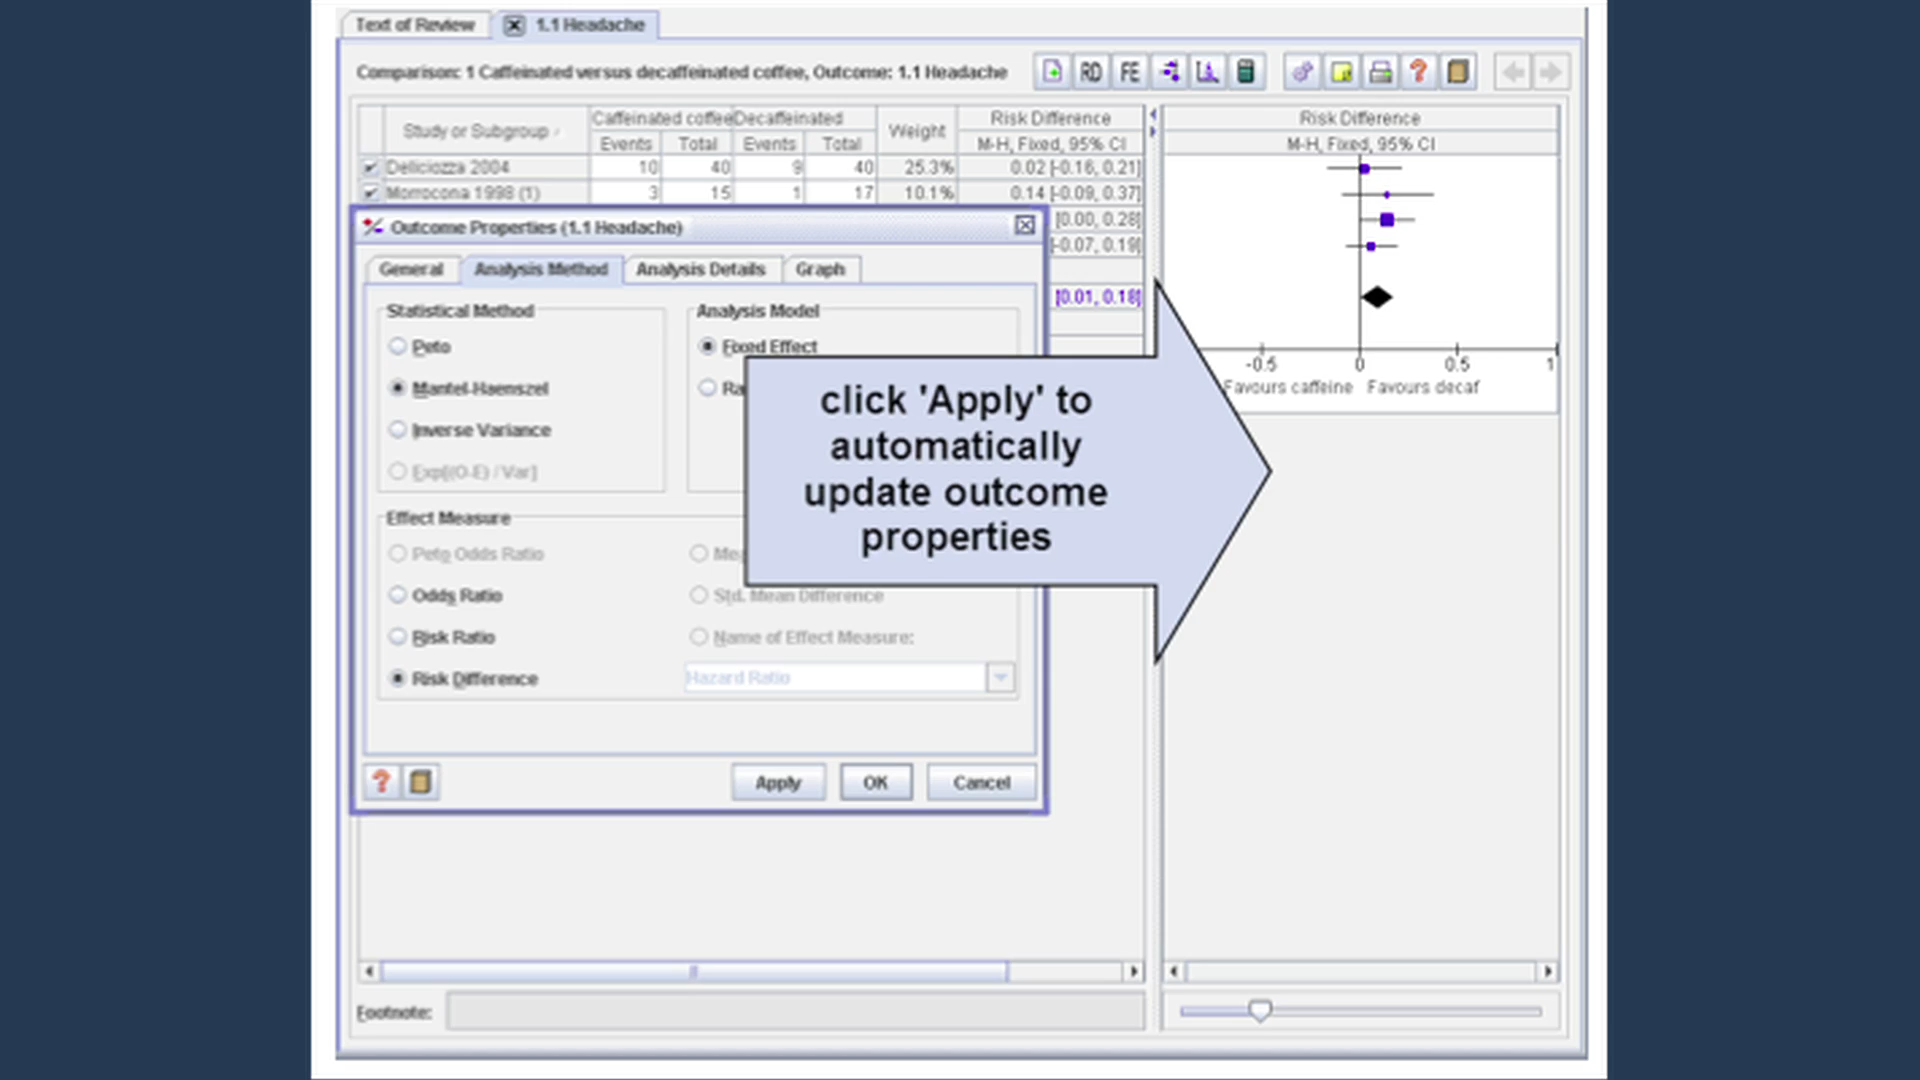 Text of Review
1.1 Headache
Comparison: 1 Caffeinated versus decaffeinated coffee, Outcome: 1.1 Headache
RD
FE
Study or Subgroup
Caffeinated coffee
Decaffeinated
Weight
Risk Difference
Events
Total
Events
Total
M-H, Fixed, 95% CI
Deliciozza 2004 10 40 9 40 25.3% 0.02 [-0.16, 0.21]
Morrocona 1998 (1) 3 15 1 17 10.1% 0.14 [-0.09, 0.37]
[0.00, 0.28]
[-0.07, 0.19]
[0.01, 0.18]
Outcome Properties (1.1 Headache)
General
Analysis Method
Analysis Details
Graph
Statistical Method
Peto
Mantel-Haenszel
Inverse Variance
Exp[(O-E) / Var]
Analysis Model
Fixed Effect
Effect Measure
Peto Odds Ratio
Odds Ratio
Risk Ratio
Risk Difference
Std. Mean Difference
Name of Effect Measure:
Hazard Ratio
Apply
OK
Cancel
click 'Apply' to
automatically
update outcome
properties
Risk Difference
M-H, Fixed, 95% CI
-0.5 0 0.5 1
Favours caffeine Favours decaf
Footnote: